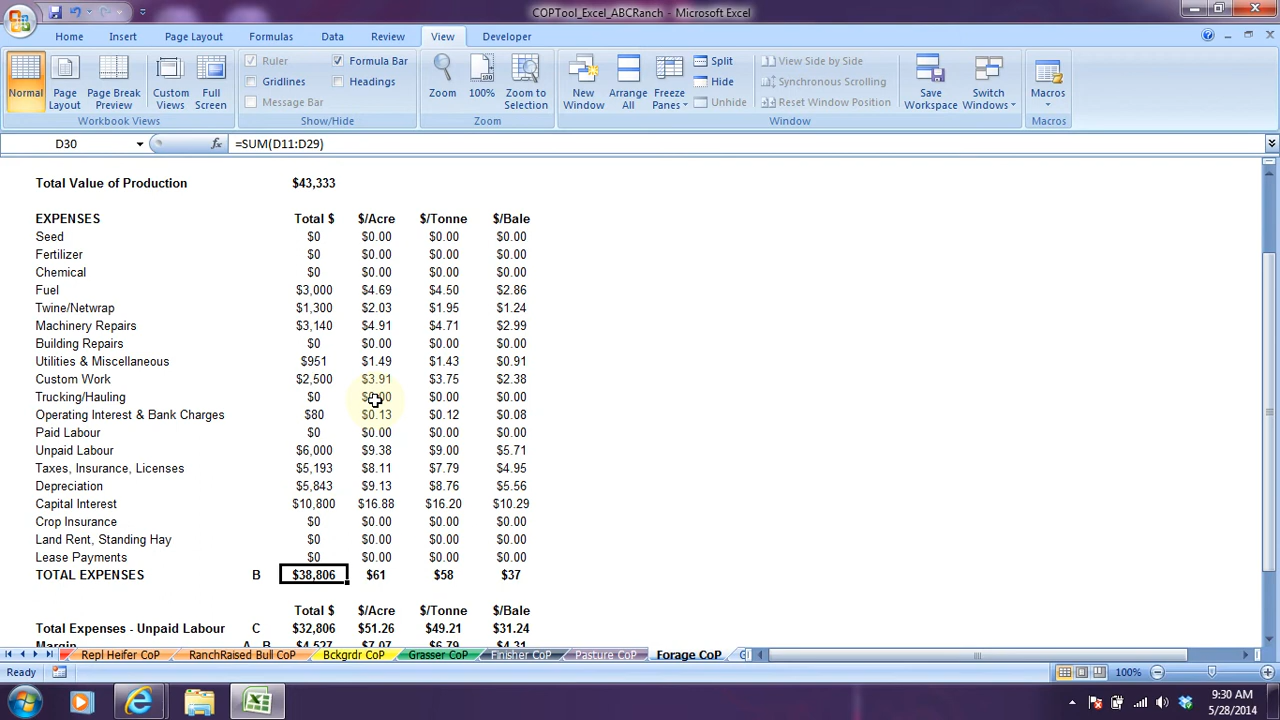 COPTool_Excel_ABCRanch - Microsoft Excel
Home Insert Page Layout Formulas Data Review View Developer
Normal Page Layout Page Break Preview Custom Views Full Screen
Workbook Views
Ruler Formula Bar
Gridlines Headings
Message Bar
Show/Hide
Zoom 100% Zoom to Selection
Zoom
New Window Arrange All Freeze Panes
Split View Side by Side
Hide Synchronous Scrolling
Unhide Reset Window Position
Save Workspace Switch Windows
Window
Macros
Macros
D30 fx =SUM(D11:D29)
Total Value of Production $43,333
EXPENSES Total $ $/Acre $/Tonne $/Bale
Seed $0 $0.00 $0.00 $0.00
Fertilizer $0 $0.00 $0.00 $0.00
Chemical $0 $0.00 $0.00 $0.00
Fuel $3,000 $4.69 $4.50 $2.86
Twine/Netwrap $1,300 $2.03 $1.95 $1.24
Machinery Repairs $3,140 $4.91 $4.71 $2.99
Building Repairs $0 $0.00 $0.00 $0.00
Utilities & Miscellaneous $951 $1.49 $1.43 $0.91
Custom Work $2,500 $3.91 $3.75 $2.38
Trucking/Hauling $0 $0.00 $0.00 $0.00
Operating Interest & Bank Charges $80 $0.13 $0.12 $0.08
Paid Labour $0 $0.00 $0.00 $0.00
Unpaid Labour $6,000 $9.38 $9.00 $5.71
Taxes, Insurance, Licenses $5,193 $8.11 $7.79 $4.95
Depreciation $5,843 $9.13 $8.76 $5.56
Capital Interest $10,800 $16.88 $16.20 $10.29
Crop Insurance $0 $0.00 $0.00 $0.00
Land Rent, Standing Hay $0 $0.00 $0.00 $0.00
Lease Payments $0 $0.00 $0.00 $0.00
TOTAL EXPENSES B $38,806 $61 $58 $37
Total $ $/Acre $/Tonne $/Bale
Total Expenses - Unpaid Labour C $32,806 $51.26 $49.21 $31.24
Margin A - B $4,527 $7.07 $6.79 $4.31
Repl Heifer CoP RanchRaised Bull CoP Bckgrdr CoP Grasser CoP Finisher CoP Pasture CoP Forage CoP
Ready 100%
9:30 AM
5/28/2014